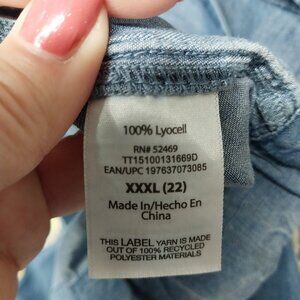 100% Lyocell
RN# 52469
TT15100131669D
EAN/UPC 197637073085
XXXL (22)
Made In/Hecho En
China
THIS LABEL YARN IS MADE
OUT OF 100% RECYCLED
POLYESTER MATERIALS